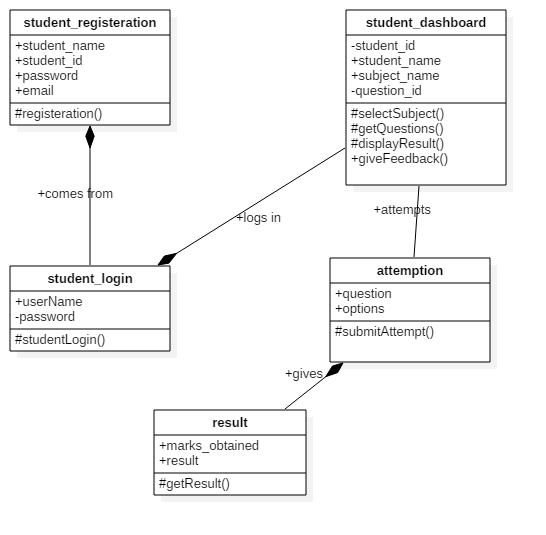 student_registeration
+student_name
+student_id
+password
+email
#registeration()
student_dashboard
-student_id
+student_name
+subject_name
-question_id
#selectSubject()
#getQuestions()
#displayResult()
+giveFeedback()
+comes from
+logs in
+attempts
student_login
+userName
-password
#studentLogin()
attemption
+question
+options
#submitAttempt()
+gives
result
+marks_obtained
+result
#getResult()